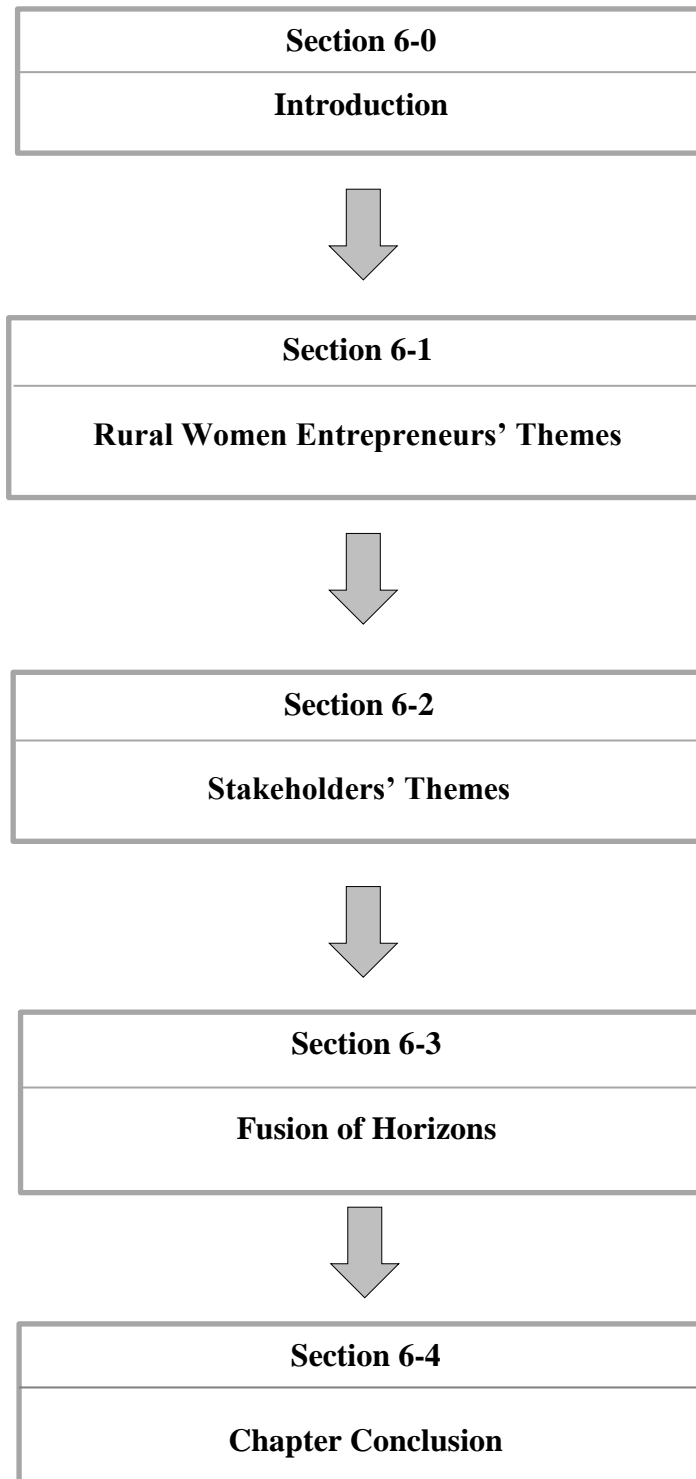 Section 6-0
Introduction
Section 6-1
Rural Women Entrepreneurs’ Themes
Section 6-2
Stakeholders’ Themes
Section 6-3
Fusion of Horizons
Section 6-4
Chapter Conclusion